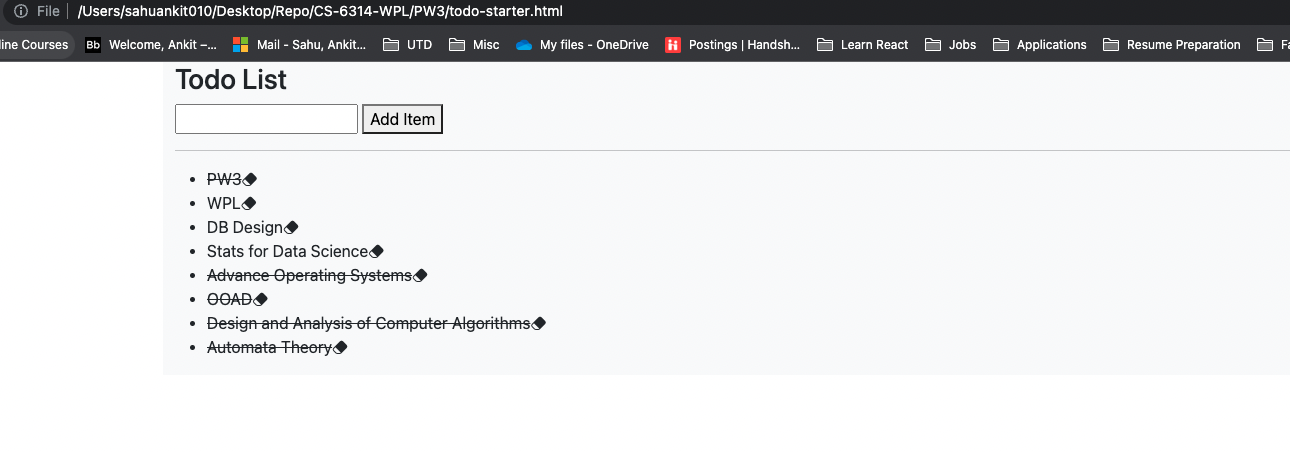 File /Users/sahuankit010/Desktop/Repo/CS-6314-WPL/PW3/todo-starter.html
ine Courses Bb Welcome, Ankit –... Mail - Sahu, Ankit... UTD Misc My files - OneDrive Postings | Handsh... Learn React Jobs Applications Resume Preparation Fa
Todo List
Add Item
PW3
WPL
DB Design
Stats for Data Science
Advance Operating Systems
OOAD
Design and Analysis of Computer Algorithms
Automata Theory